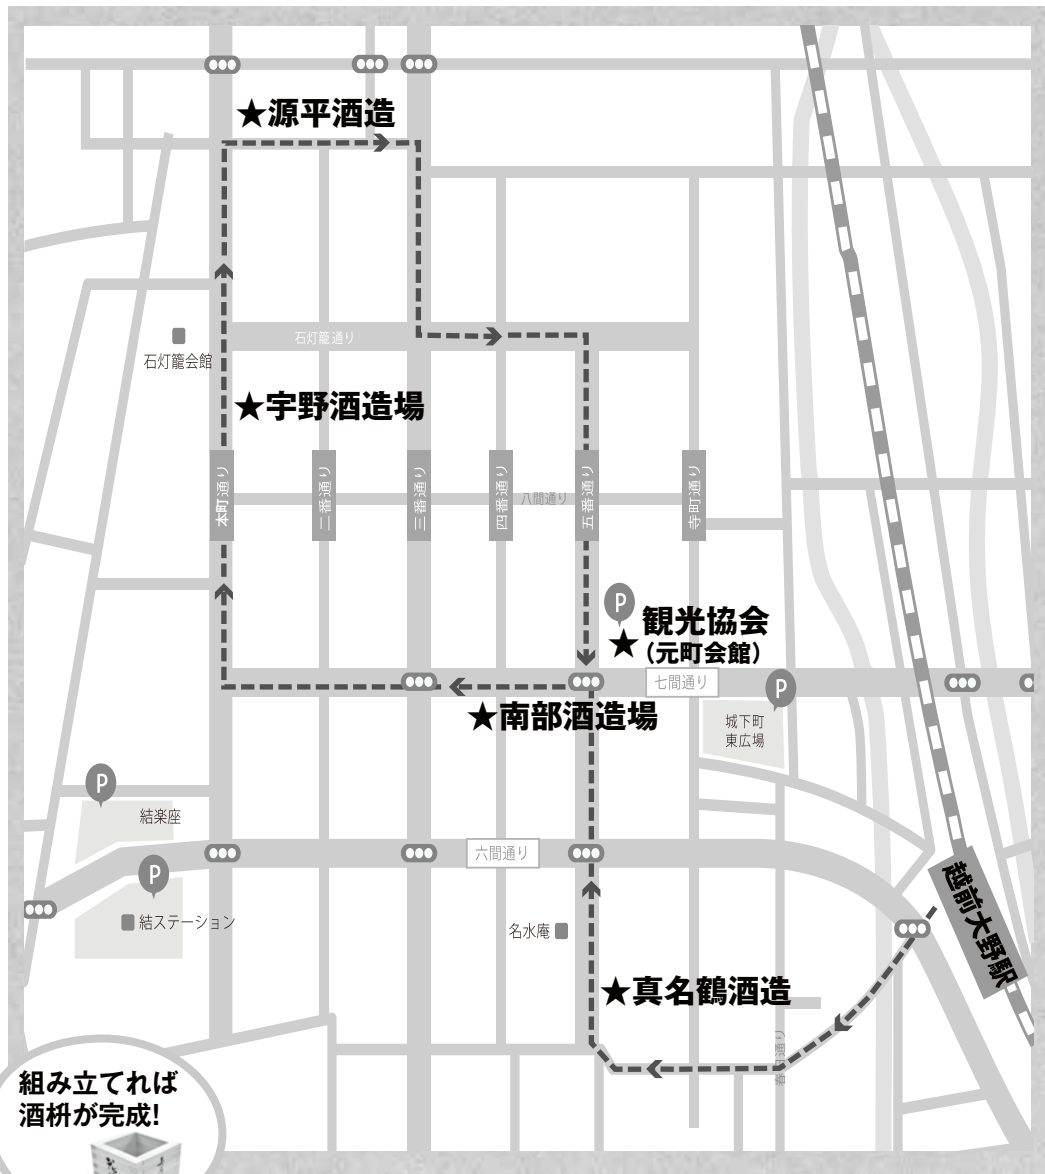 ★源平酒造
石灯籠通り
石灯籠会館
★宇野酒造場
本町通り
二番通り
三番通り
四番通り
八間通り
五番通り
寺町通り
P
★観光協会
(元町会館)
七間通り
P
★南部酒造場
城下町
東広場
P
結楽座
六間通り
P
結ステーション
名水庵
越前大野駅
★真名鶴酒造
春日通り
組み立てれば
酒枡が完成!